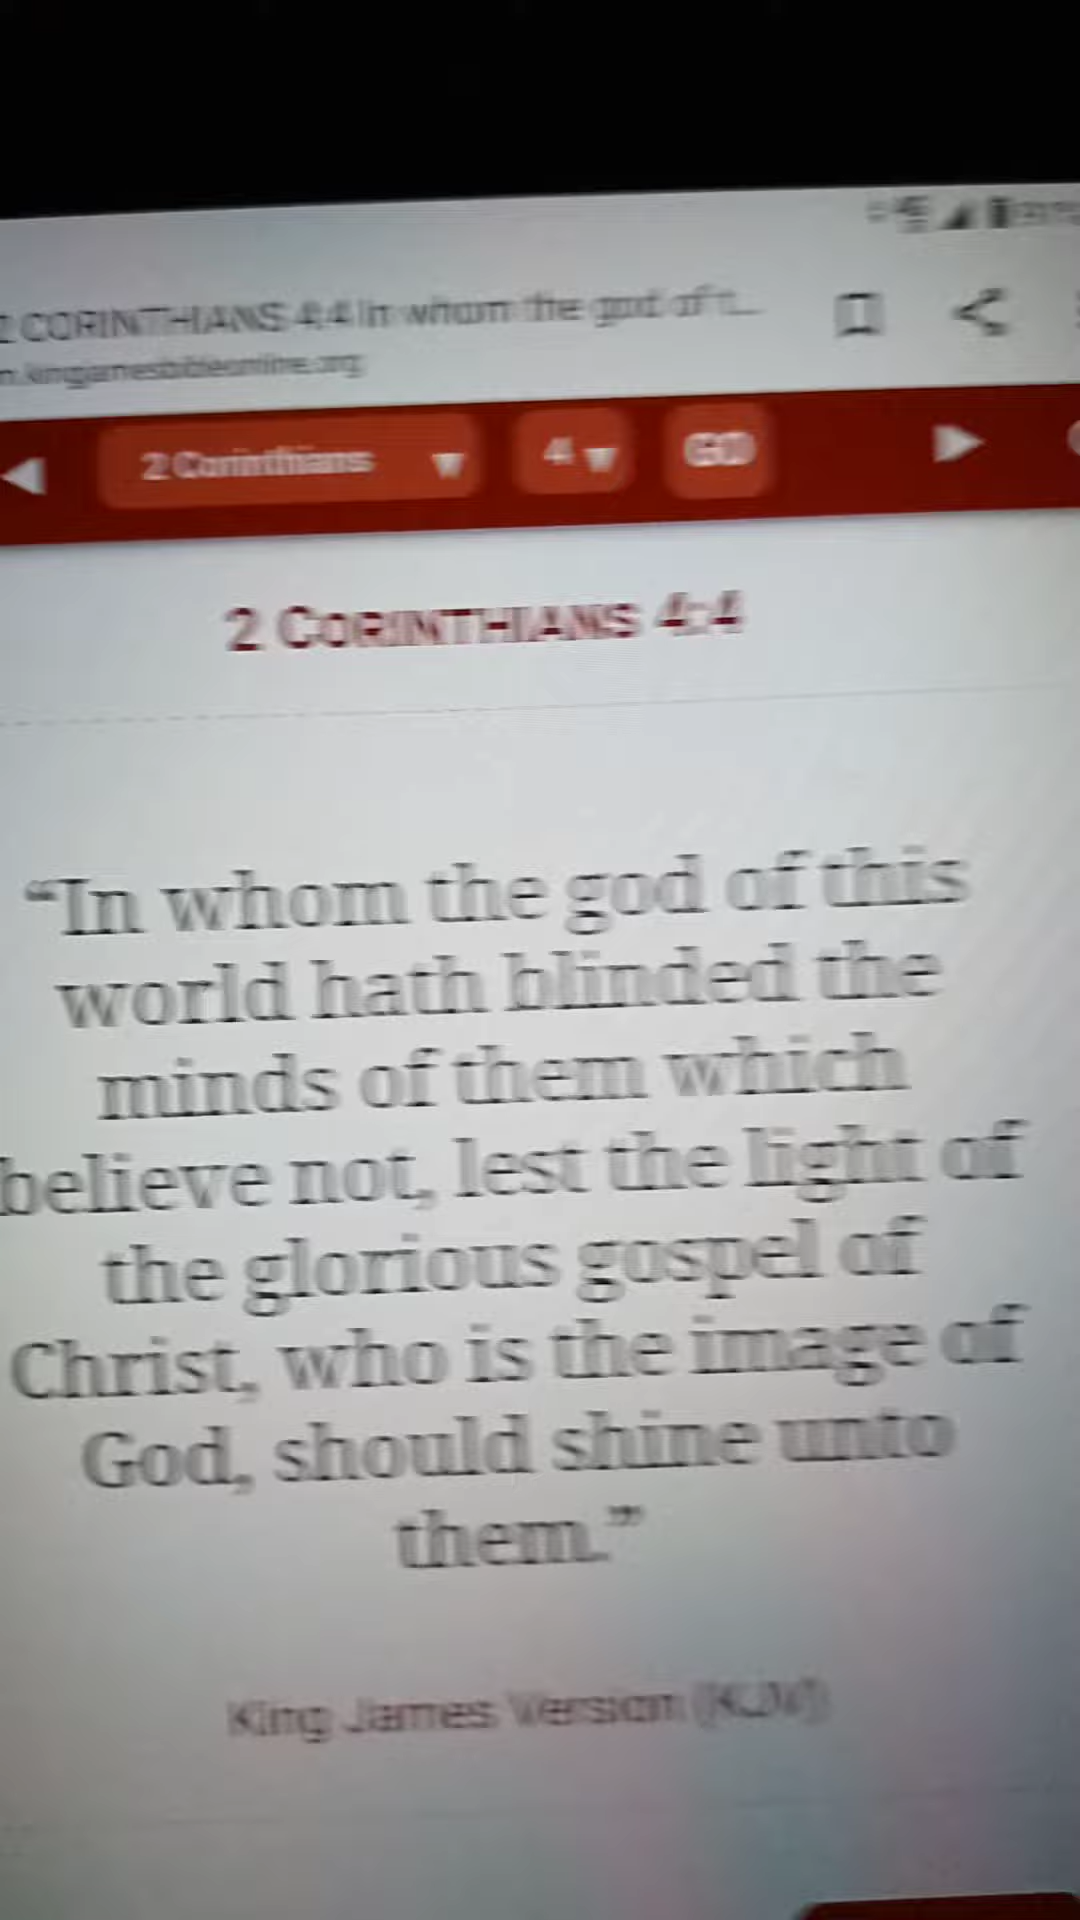 2 CORINTHIANS 4:4 In whom the god of t...
m.kingjamesbibleonline.org
2 Corinthians 4 GO
2 CORINTHIANS 4:4
“In whom the god of this
world hath blinded the
minds of them which
believe not, lest the light of
the glorious gospel of
Christ, who is the image of
God, should shine unto
them.”
King James Version (KJV)